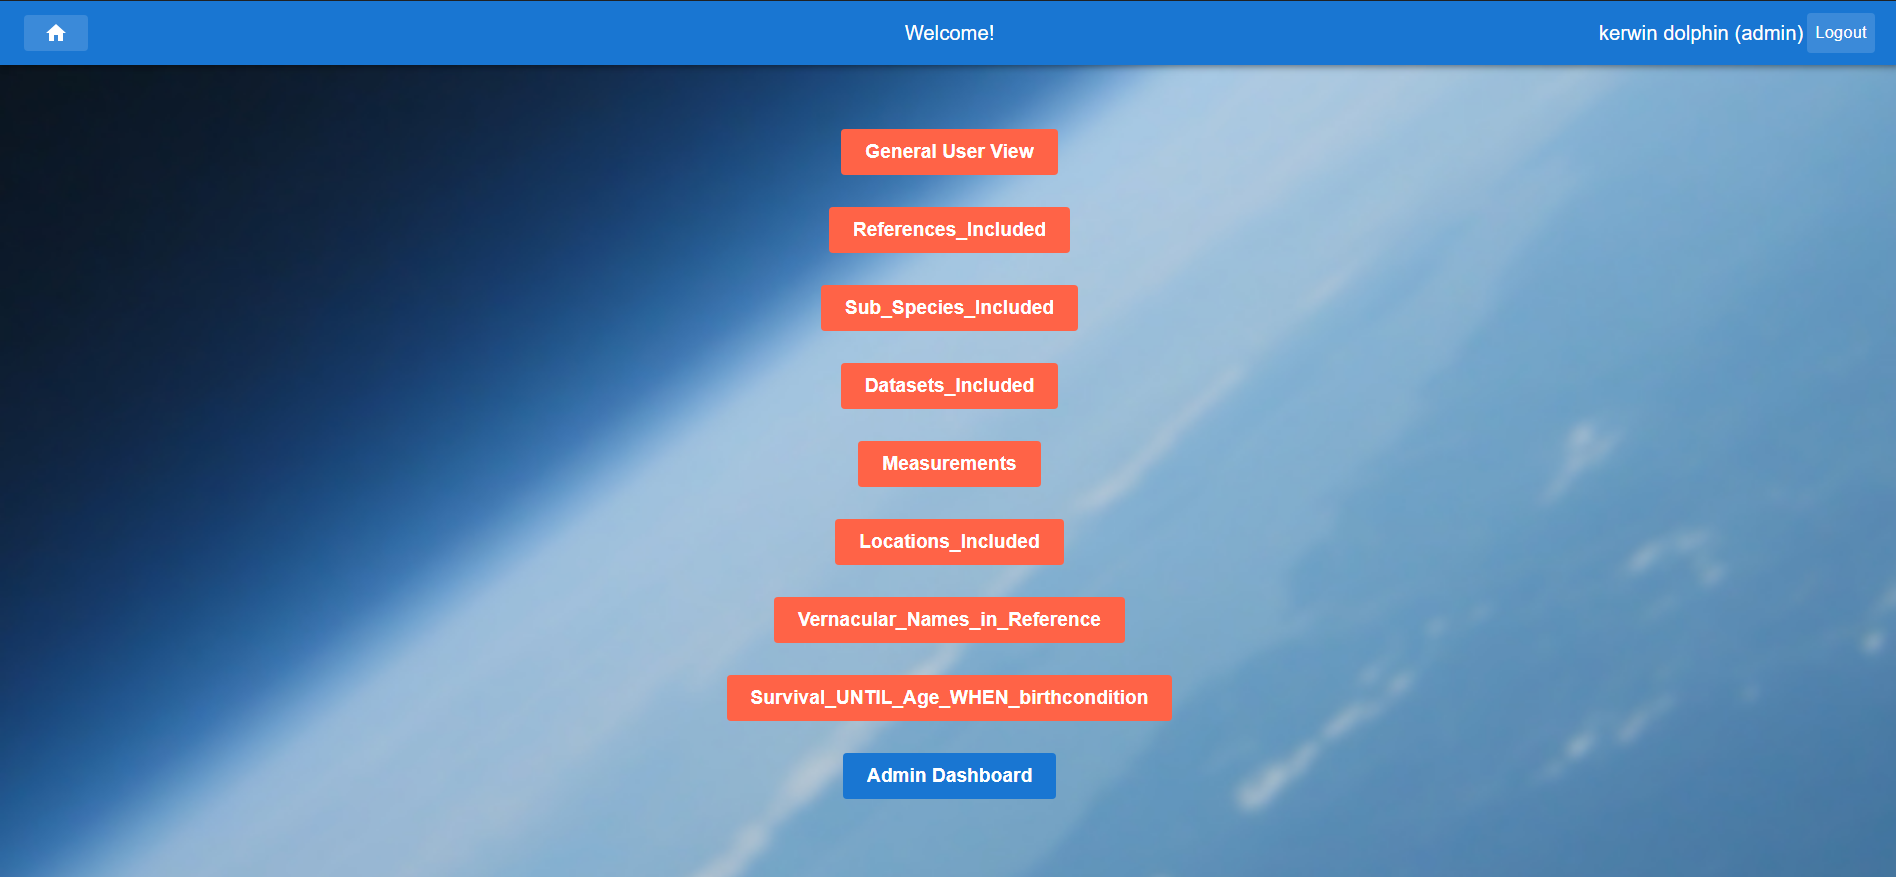 Welcome!
kerwin dolphin (admin) Logout
General User View
References_Included
Sub_Species_Included
Datasets_Included
Measurements
Locations_Included
Vernacular_Names_in_Reference
Survival_UNTIL_Age_WHEN_birthcondition
Admin Dashboard